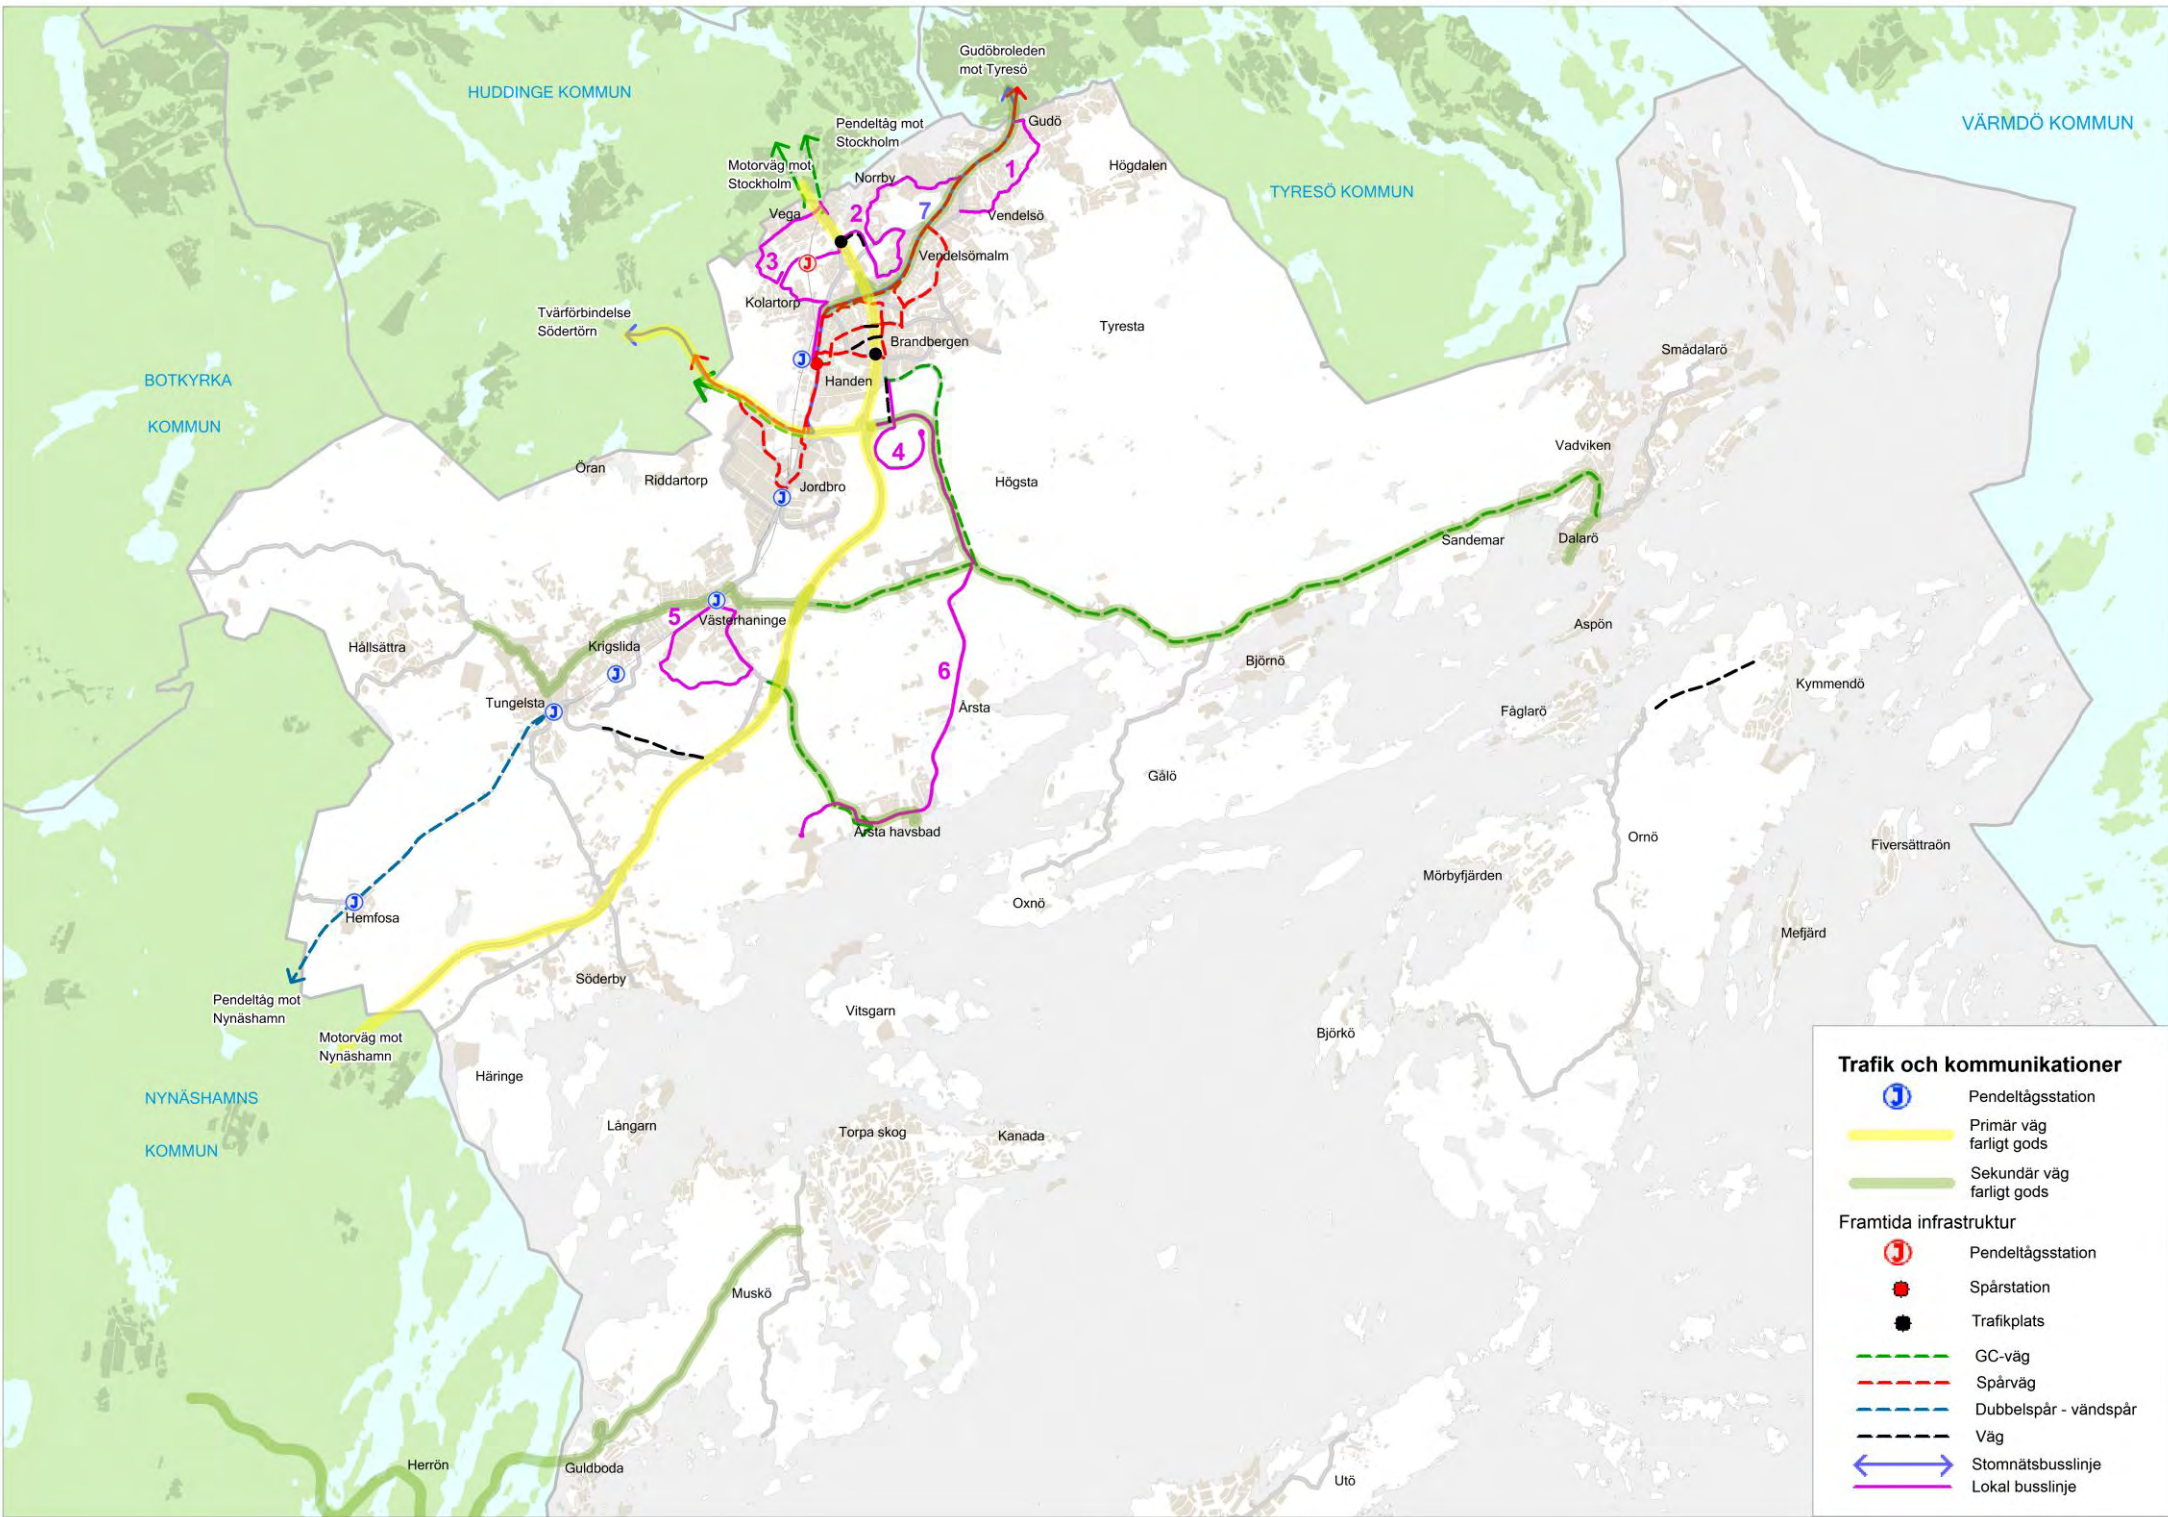 Gudöbroleden
mot Tyresö
HUDDINGE KOMMUN
VÄRMDÖ KOMMUN
Pendeltåg mot
Stockholm
Gudö
Motorväg mot
Stockholm
Högdalen
1
Norrby
TYRESÖ KOMMUN
Vega
2
7
Vendelsö
3
Vendelsömalm
Kolartorp
Tvärförbindelse
Södertörn
Tyresta
Brandbergen
Smådalarö
BOTKYRKA
KOMMUN
J
J
Handen
Vadviken
4
Öran
Riddartorp
Jordbro
J
Högsta
Sandemar
Dalarö
J
5
Västerhaninge
Aspön
Hållsättra
Krigslida
J
6
Björnö
Kymmendö
Tungelsta
J
Årsta
Fåglarö
Gålö
Årsta havsbad
Ornö
Fiversättraön
Mörbyfjärden
J
Hemfosa
Oxnö
Mefjärd
Söderby
Pendeltåg mot
Nynäshamn
Vitsgarn
Motorväg mot
Nynäshamn
Björkö
Häringe
NYNÄSHAMNS
KOMMUN
Långarn
Torpa skog
Kanada
Muskö
Herrön
Guldboda
Utö
Trafik och kommunikationer
J Pendeltågsstation
Primär väg
farligt gods
Sekundär väg
farligt gods
Framtida infrastruktur
J Pendeltågsstation
Spårstation
Trafikplats
GC-väg
Spårväg
Dubbelspår - vändspår
Väg
Stomnätsbusslinje
Lokal busslinje